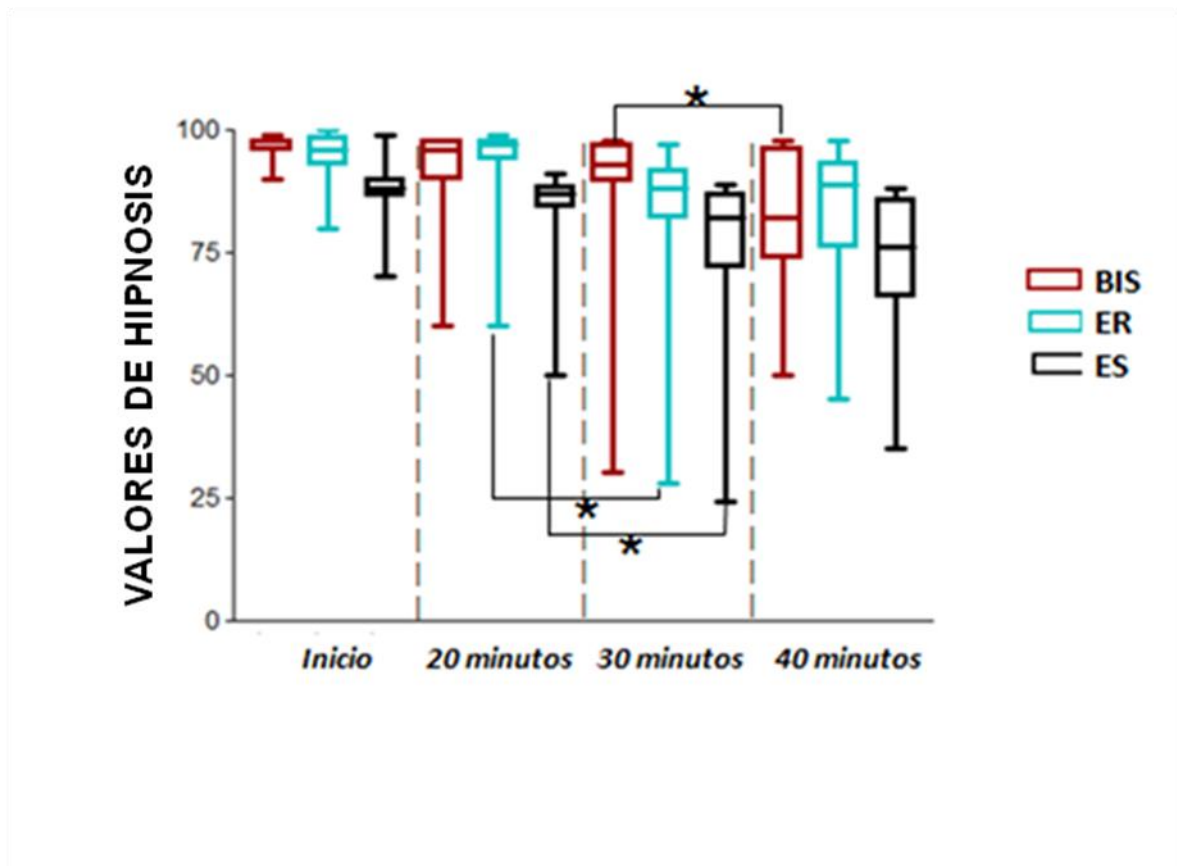 VALORES DE HIPNOSIS
*
100
75
50
25
0
*
*
Inicio 20 minutos 30 minutos 40 minutos
BIS
ER
ES